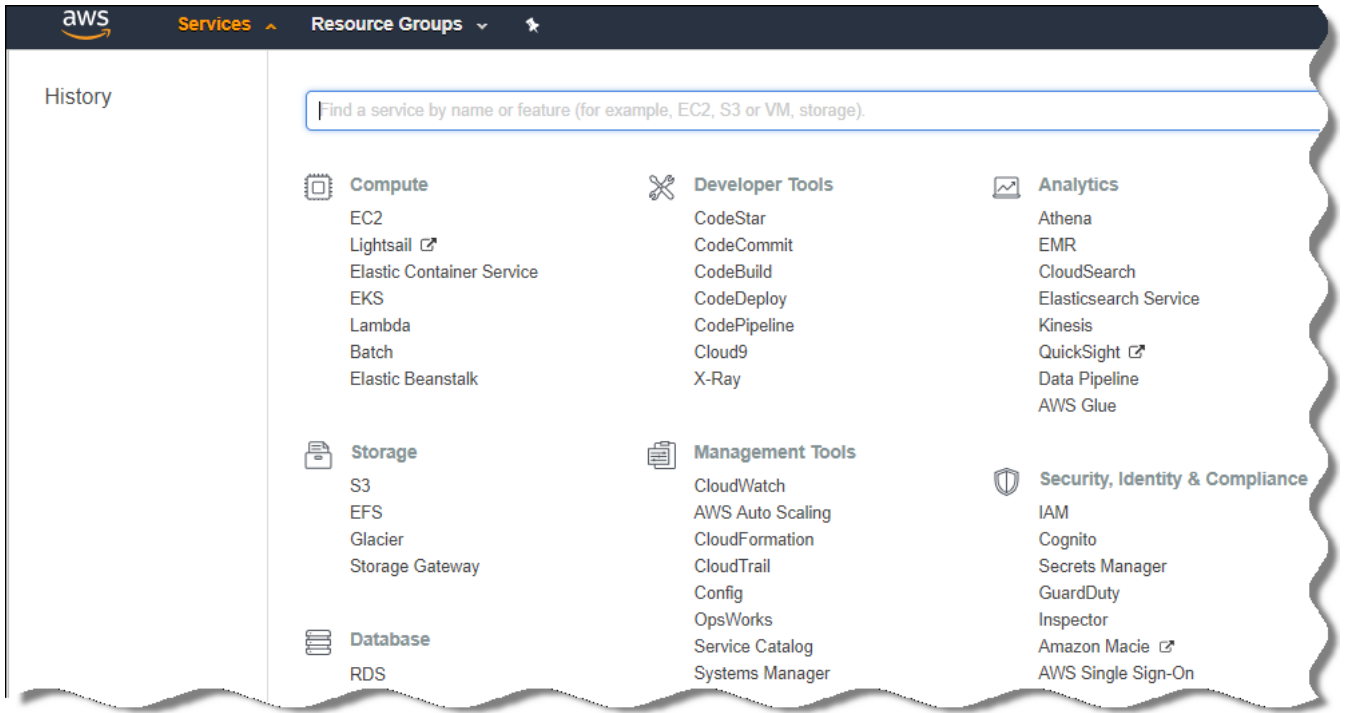 aws
Services
Resource Groups
History
Find a service by name or feature (for example, EC2, S3 or VM, storage).
Compute
EC2
Lightsail
Elastic Container Service
EKS
Lambda
Batch
Elastic Beanstalk
Storage
S3
EFS
Glacier
Storage Gateway
Database
RDS
Developer Tools
CodeStar
CodeCommit
CodeBuild
CodeDeploy
CodePipeline
Cloud9
X-Ray
Management Tools
CloudWatch
AWS Auto Scaling
CloudFormation
CloudTrail
Config
OpsWorks
Service Catalog
Systems Manager
Analytics
Athena
EMR
CloudSearch
Elasticsearch Service
Kinesis
QuickSight
Data Pipeline
AWS Glue
Security, Identity & Compliance
IAM
Cognito
Secrets Manager
GuardDuty
Inspector
Amazon Macie
AWS Single Sign-On